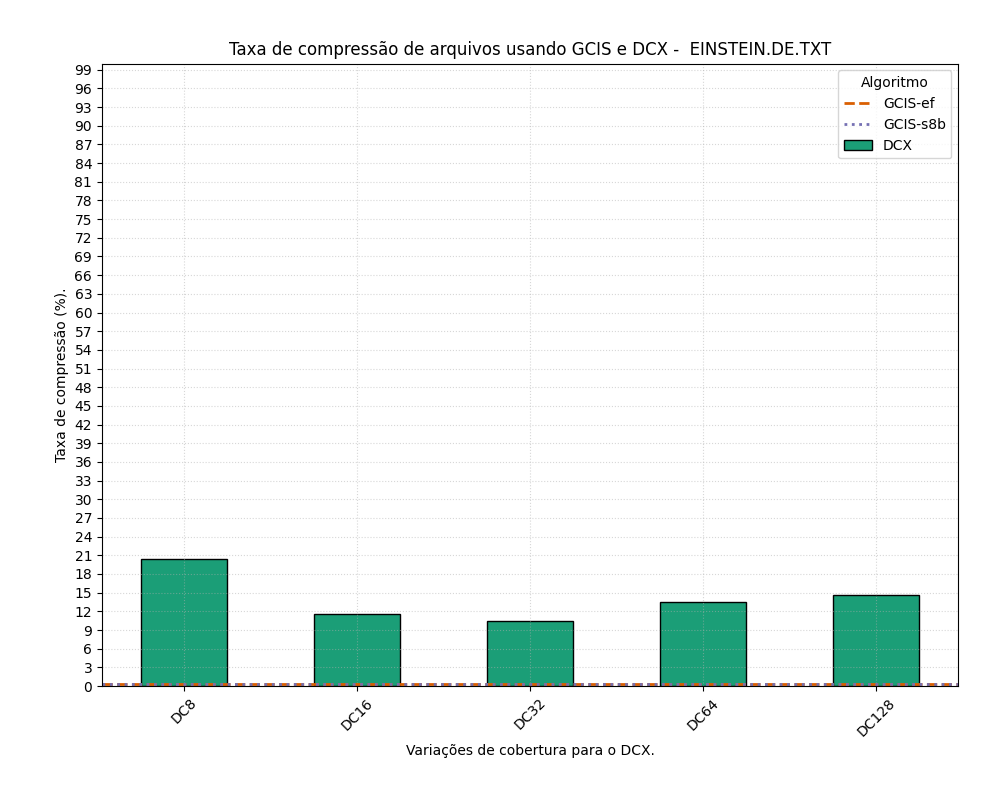 Taxa de compressão de arquivos usando GCIS e DCX -  EINSTEIN.DE.TXT
Algoritmo
GCIS-ef
GCIS-s8b
DCX
Taxa de compressão (%).
99
96
93
90
87
84
81
78
75
72
69
66
63
60
57
54
51
48
45
42
39
36
33
30
27
24
21
18
15
12
9
6
3
0
DC8
DC16
DC32
DC64
DC128
Variações de cobertura para o DCX.